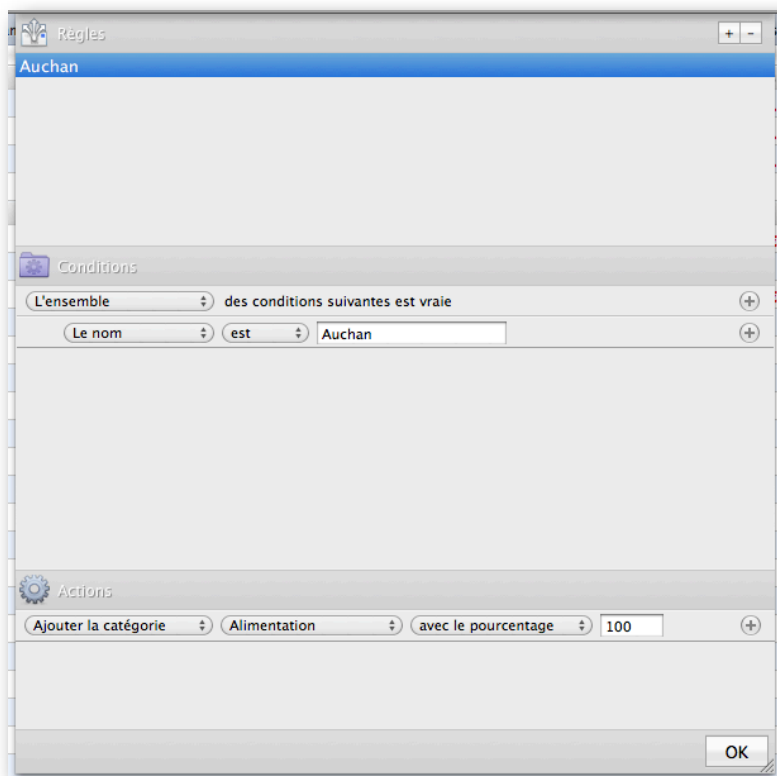 Règles + -
Auchan
Conditions
L'ensemble des conditions suivantes est vraie
Le nom est Auchan
Actions
Ajouter la catégorie Alimentation avec le pourcentage 100
OK